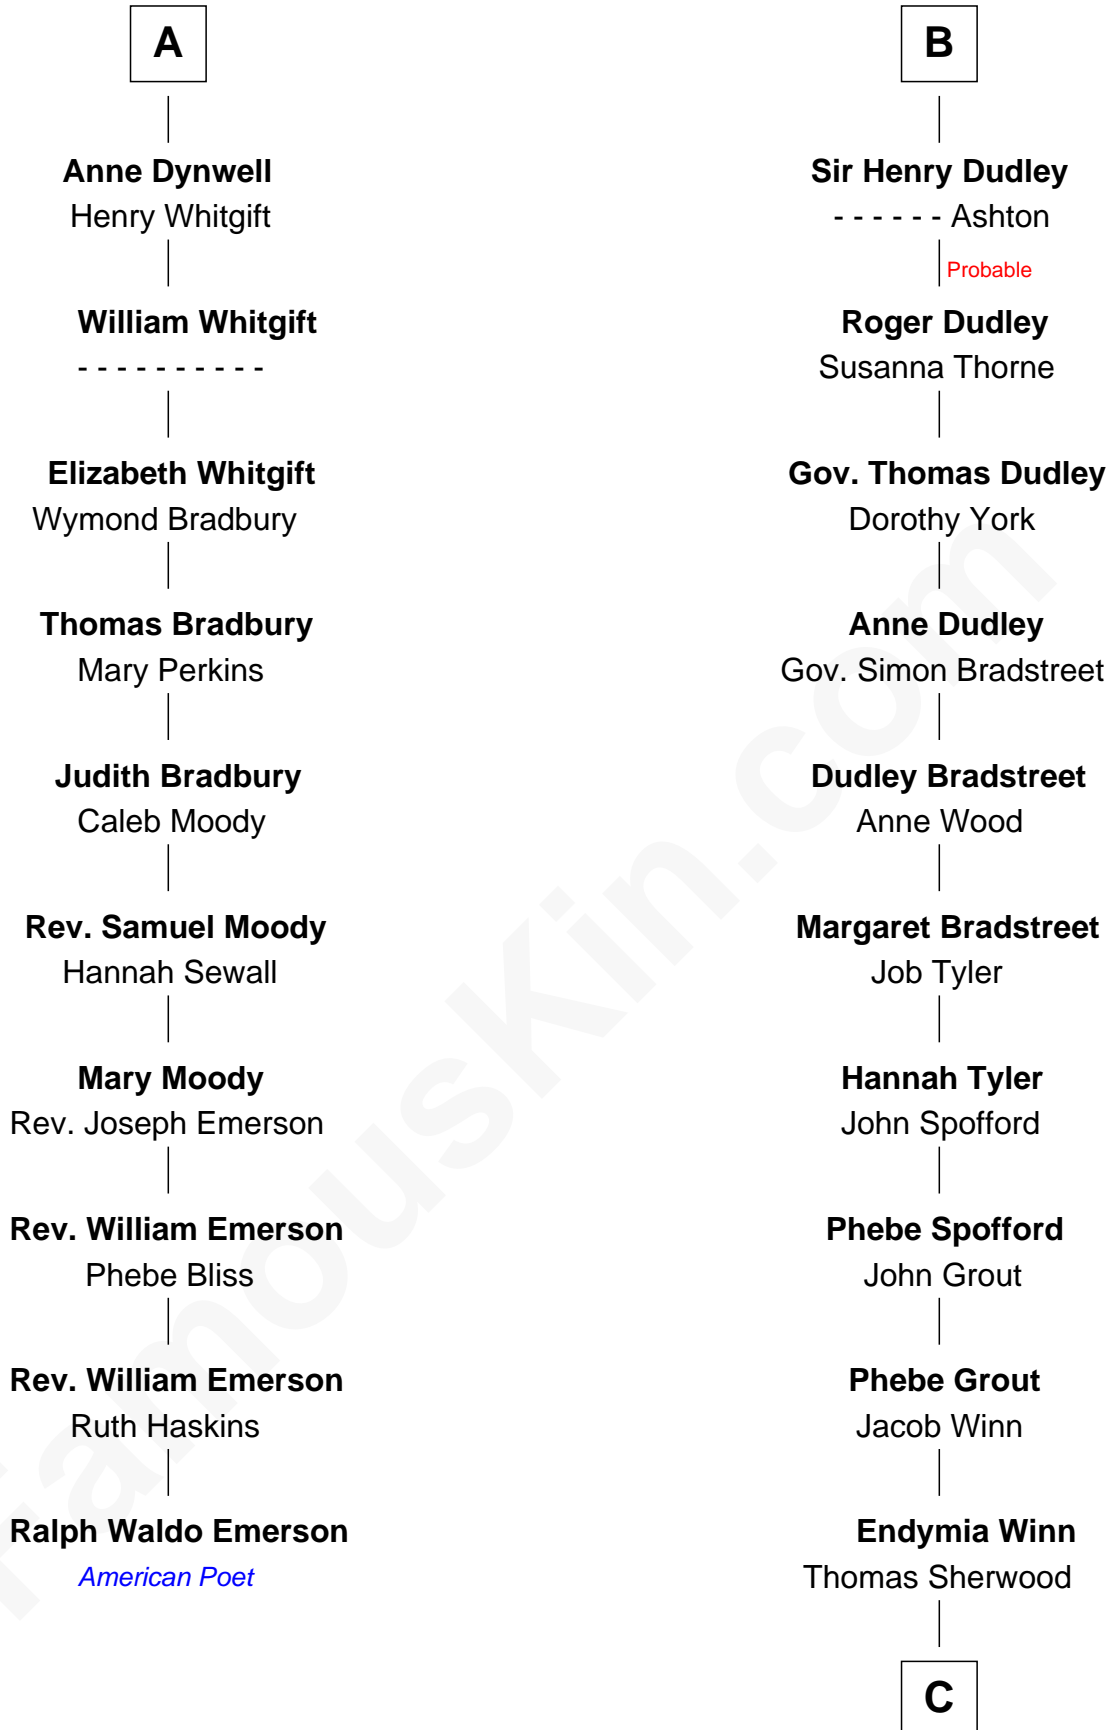 A
Anne Dynwell
Henry Whitgift
William Whitgift
- - - - - - - - - -
Elizabeth Whitgift
Wymond Bradbury
Thomas Bradbury
Mary Perkins
Judith Bradbury
Caleb Moody
Rev. Samuel Moody
Hannah Sewall
Mary Moody
Rev. Joseph Emerson
Rev. William Emerson
Phebe Bliss
Rev. William Emerson
Ruth Haskins
Ralph Waldo Emerson
American Poet
B
Sir Henry Dudley
- - - - - - Ashton
Probable
Roger Dudley
Susanna Thorne
Gov. Thomas Dudley
Dorothy York
Anne Dudley
Gov. Simon Bradstreet
Dudley Bradstreet
Anne Wood
Margaret Bradstreet
Job Tyler
Hannah Tyler
John Spofford
Phebe Spofford
John Grout
Phebe Grout
Jacob Winn
Endymia Winn
Thomas Sherwood
C
FamousKin.com